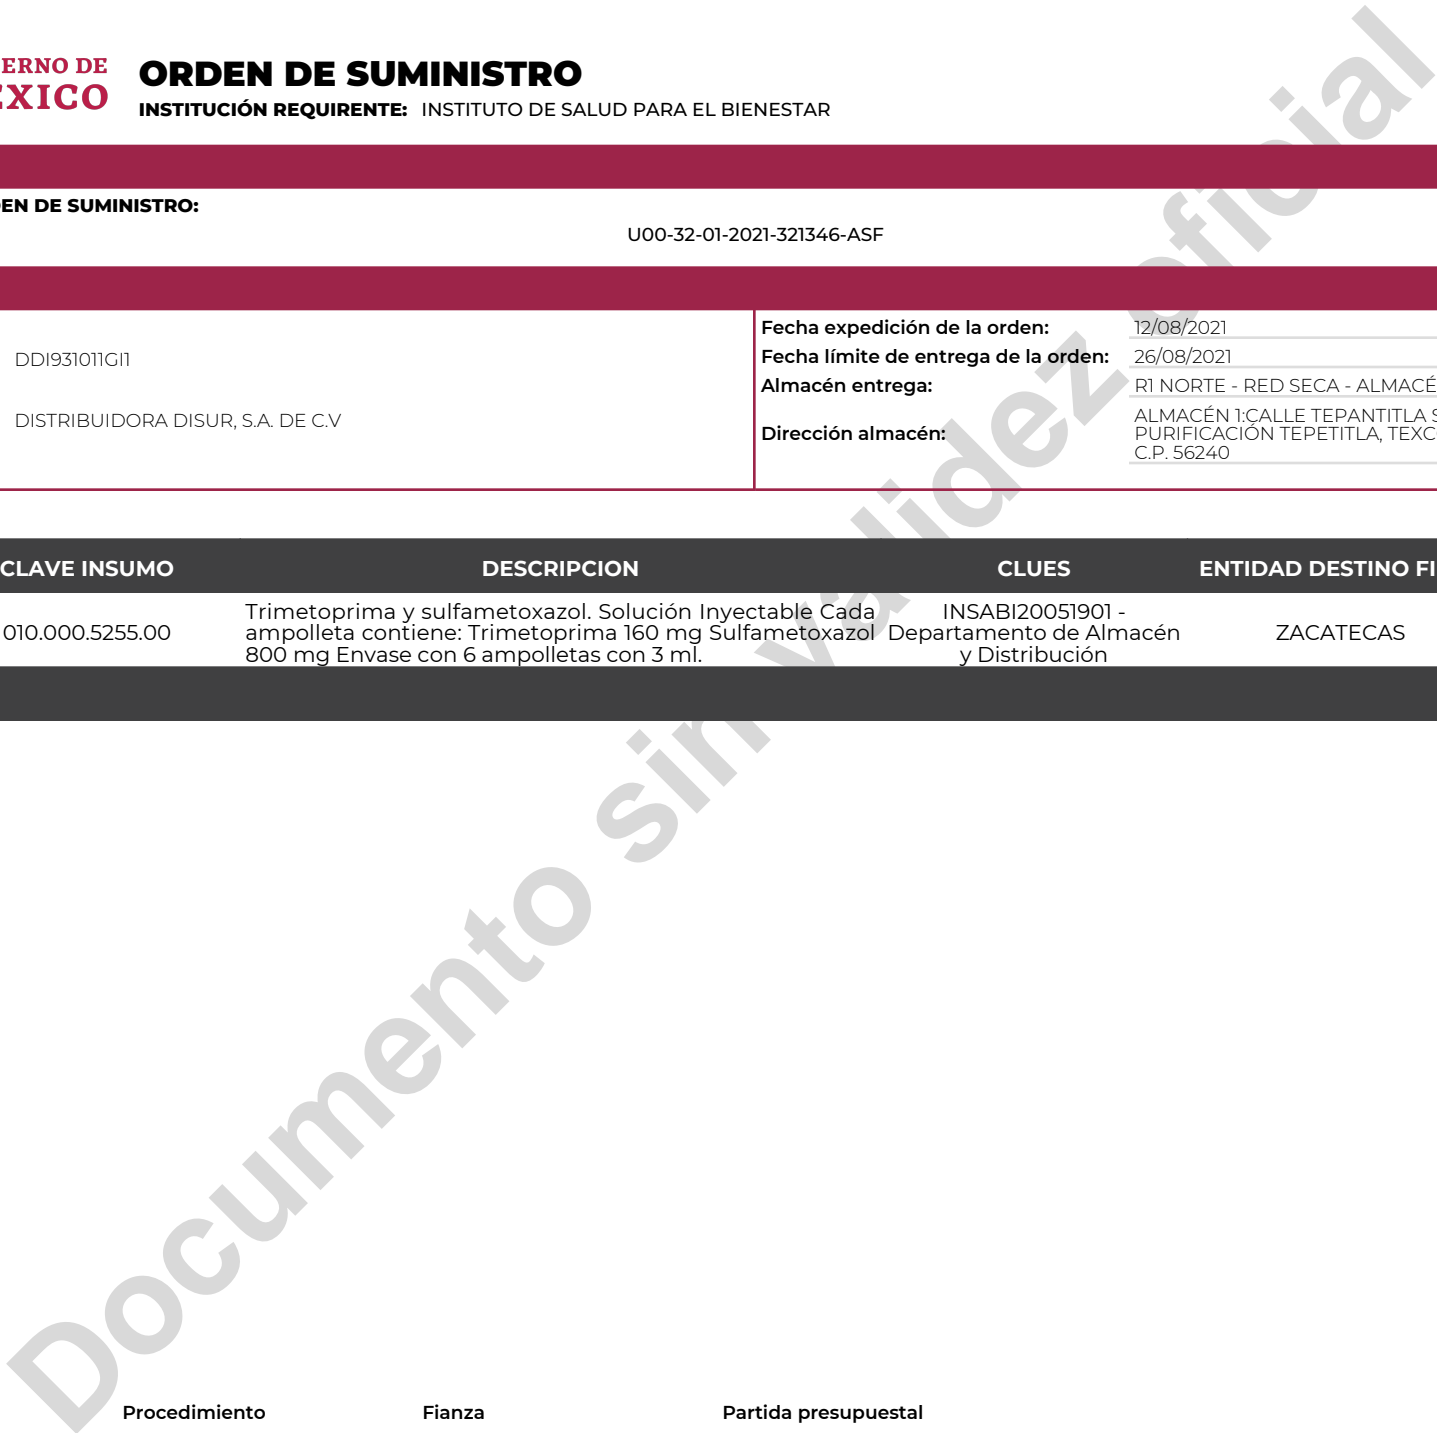 ERNO DE
EXICO
ORDEN DE SUMINISTRO
INSTITUCIÓN REQUIRENTE: INSTITUTO DE SALUD PARA EL BIENESTAR
EN DE SUMINISTRO:
U00-32-01-2021-321346-ASF
DDI931011GI1
DISTRIBUIDORA DISUR, S.A. DE C.V
Fecha expedición de la orden: 12/08/2021
Fecha límite de entrega de la orden: 26/08/2021
Almacén entrega: R1 NORTE - RED SECA - ALMACÉ
Dirección almacén:
ALMACÉN 1:CALLE TEPANTITLA S
PURIFICACIÓN TEPETITLA, TEXC
C.P. 56240
CLAVE INSUMO DESCRIPCION CLUES ENTIDAD DESTINO FI
010.000.5255.00
Trimetoprima y sulfametoxazol. Solución Inyectable Cada
ampolleta contiene: Trimetoprima 160 mg Sulfametoxazol
800 mg Envase con 6 ampolletas con 3 ml.
INSABI20051901 -
Departamento de Almacén
y Distribución
ZACATECAS
Documento sin validez oficial
Procedimiento Fianza Partida presupuestal